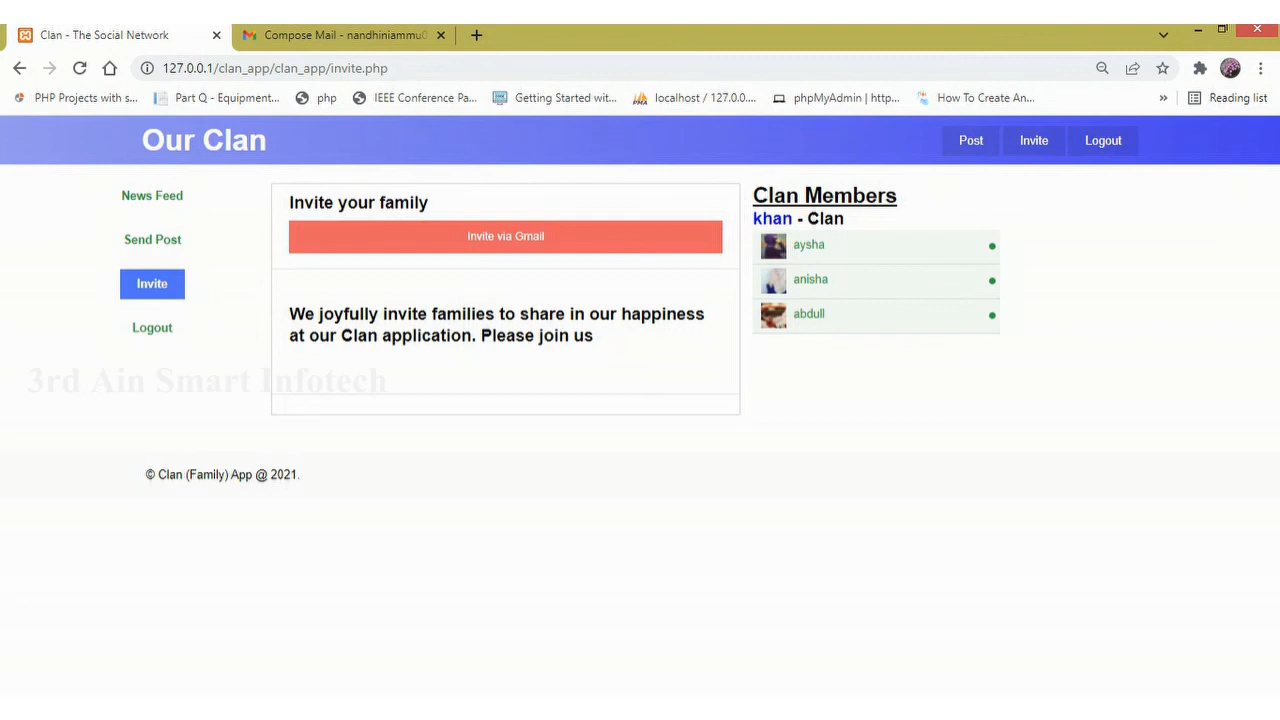 Clan - The Social Network
Compose Mail - nandhiniammu
127.0.0.1/clan_app/clan_app/invite.php
PHP Projects with s...
Part Q - Equipment...
php
IEEE Conference Pa...
Getting Started wit...
localhost / 127.0.0....
phpMyAdmin | http...
How To Create An...
»
Reading list
Our Clan
Post
Invite
Logout
News Feed
Send Post
Invite
Logout
Invite your family
Invite via Gmail
We joyfully invite families to share in our happiness
at our Clan application. Please join us
Clan Members
khan - Clan
aysha
anisha
abdull
3rd Ain Smart Infotech
© Clan (Family) App @ 2021.